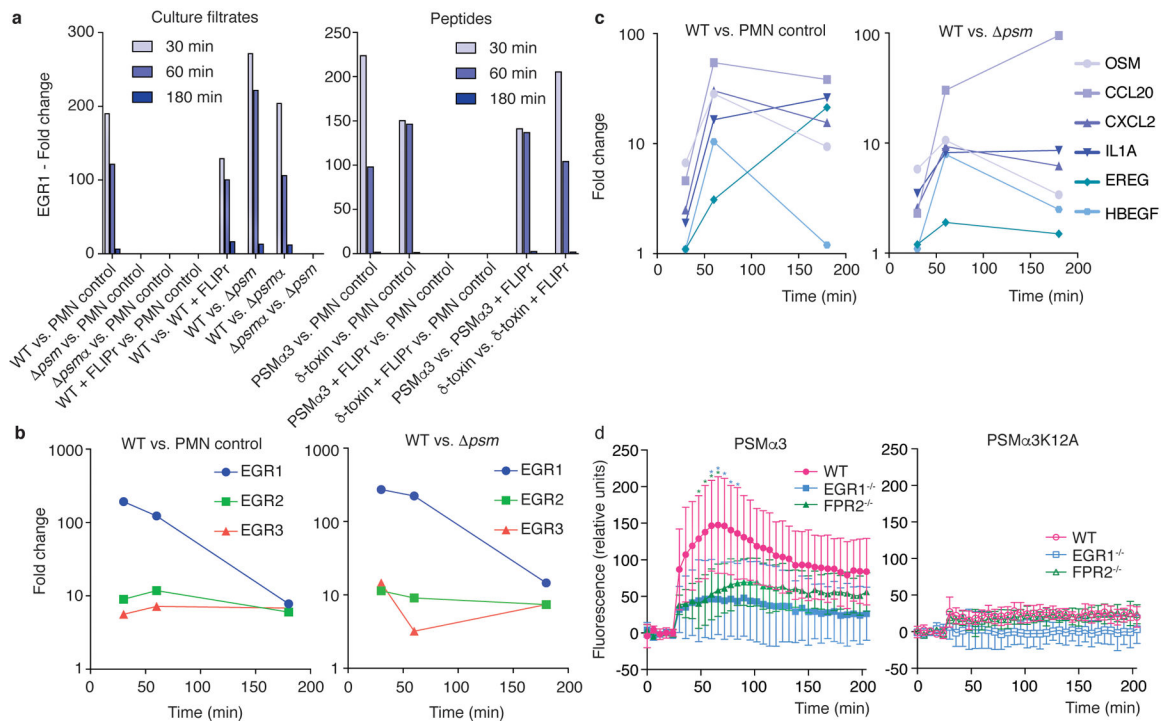 a
Culture filtrates
Peptides
EGR1 - Fold change
300
200
100
0
30 min
60 min
180 min
WT vs. PMN control
Δpsm vs. PMN control
Δpsmα vs. PMN control
WT + FLIPr vs. PMN control
WT vs. WT + FLIPr
WT vs. Δpsm
WT vs. Δpsmα
Δpsmα vs. Δpsm
250
200
150
100
50
0
30 min
60 min
180 min
PSMα3 vs. PMN control
δ-toxin vs. PMN control
PSMα3 + FLIPr vs. PMN control
δ-toxin + FLIPr vs. PMN control
PSMα3 vs. PSMα3 + FLIPr
δ-toxin vs. δ-toxin + FLIPr
c
WT vs. PMN control
WT vs. Δpsm
Fold change
100
10
1
0 50 100 150 200
Time (min)
100
10
1
0 50 100 150 200
Time (min)
OSM
CCL20
CXCL2
IL1A
EREG
HBEGF
b
WT vs. PMN control
WT vs. Δpsm
Fold change
1000
100
10
1
EGR1
EGR2
EGR3
0 50 100 150 200
Time (min)
1000
100
10
1
EGR1
EGR2
EGR3
0 50 100 150 200
Time (min)
d
PSMα3
PSMα3K12A
Fluorescence (relative units)
250
200
150
100
50
0
-50
WT
EGR1-/-
FPR2-/-
0 50 100 150 200
Time (min)
250
200
150
100
50
0
-50
WT
EGR1-/-
FPR2-/-
0 50 100 150 200
Time (min)